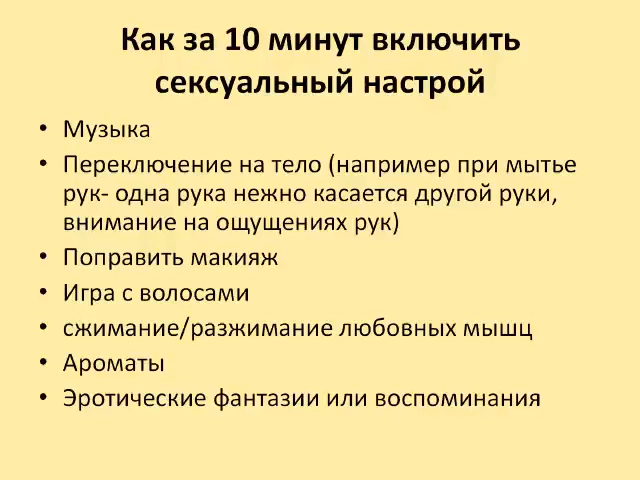 Как за 10 минут включить
сексуальный настрой
• Музыка
• Переключение на тело (например при мытье
рук- одна рука нежно касается другой руки,
внимание на ощущениях рук)
• Поправить макияж
• Игра с волосами
• сжимание/разжимание любовных мышц
• Ароматы
• Эротические фантазии или воспоминания